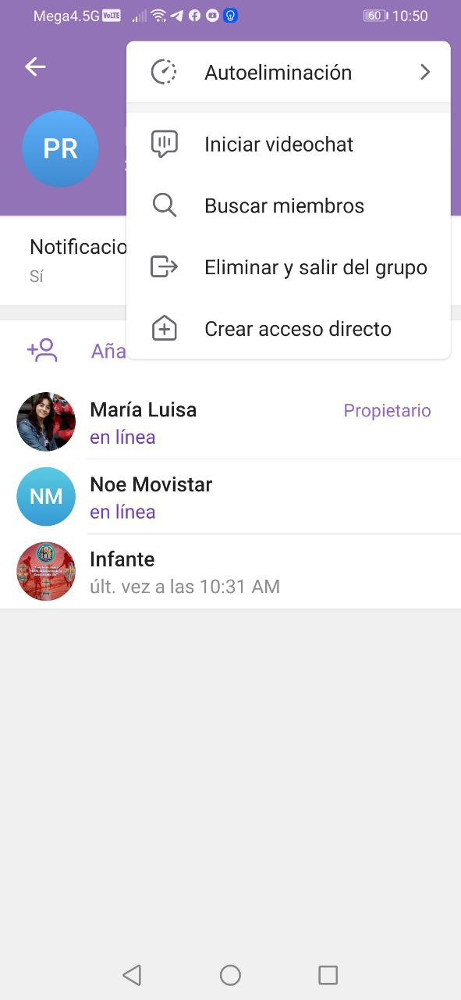 Mega4.5G VoLTE 60 10:50
Autoeliminación
PR
Iniciar videochat
Buscar miembros
Notificacio
Sí
Eliminar y salir del grupo
Crear acceso directo
Aña
María Luisa Propietario
en línea
NM Noe Movistar
en línea
Infante
últ. vez a las 10:31 AM